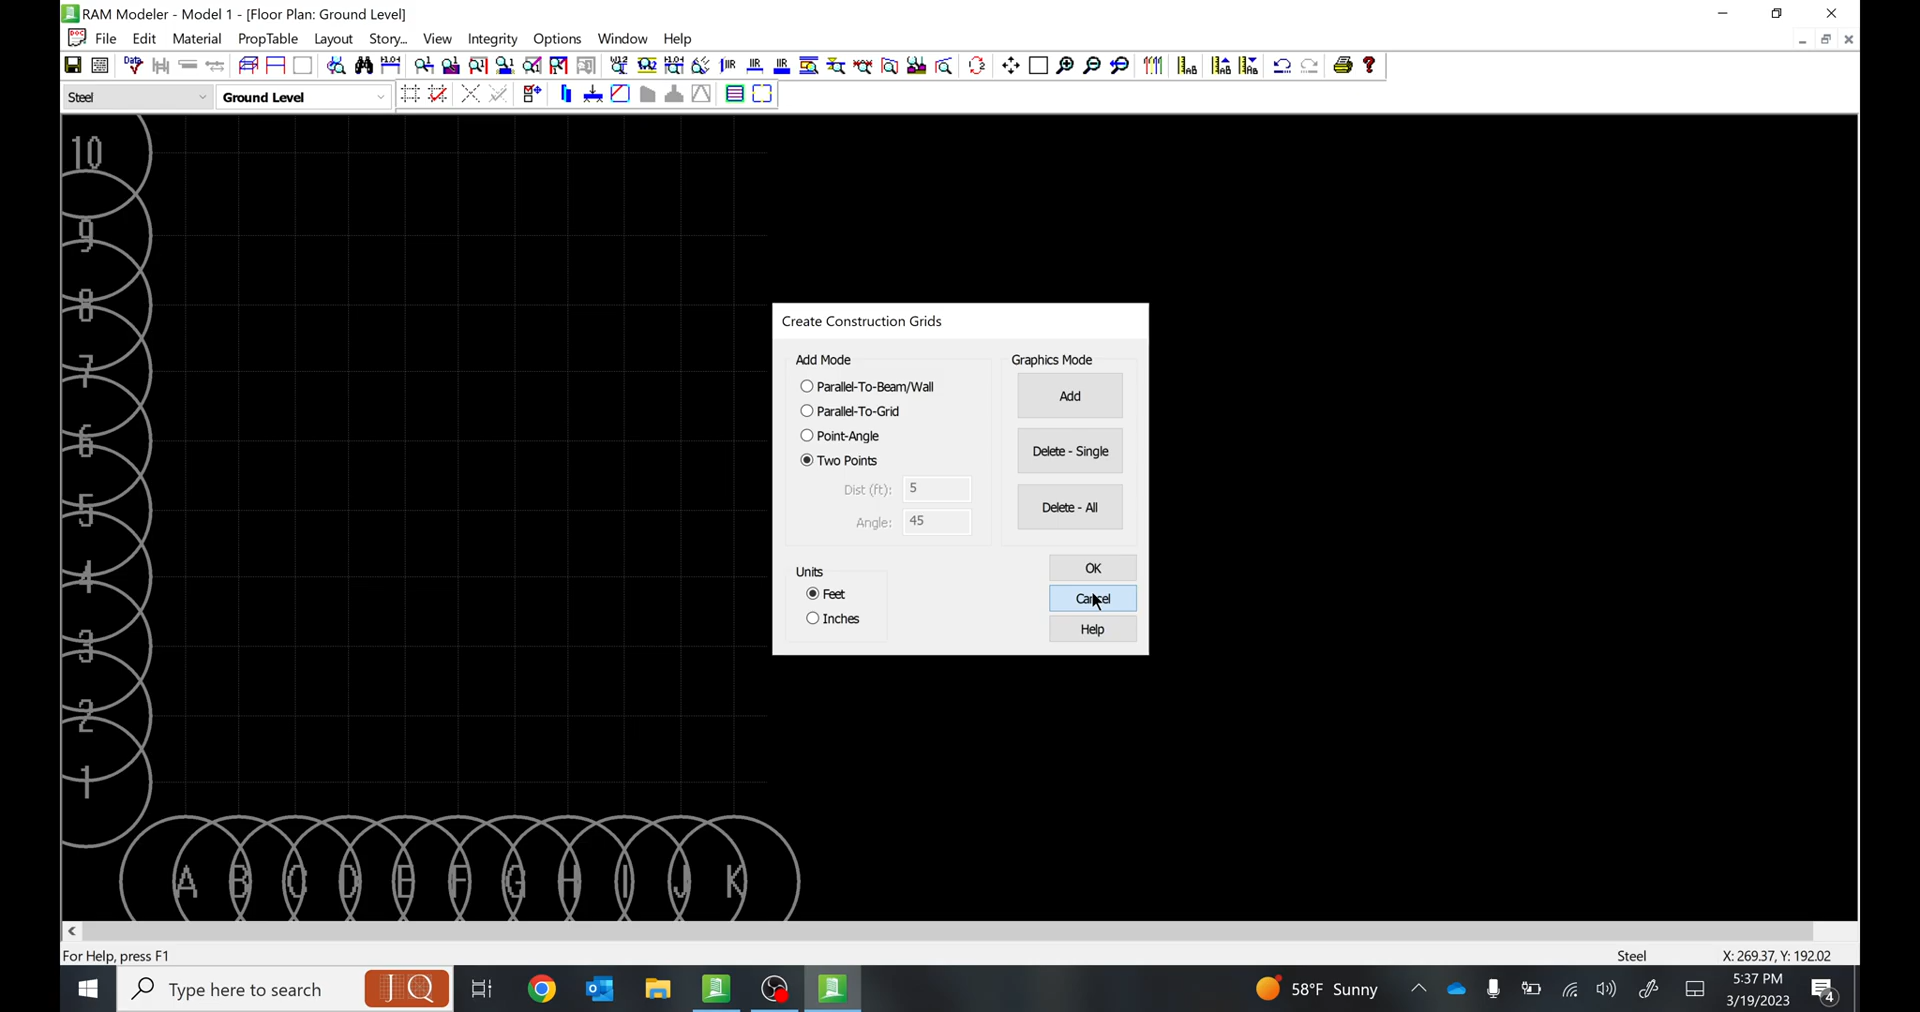 RAM Modeler - Model 1 - [Floor Plan: Ground Level]
File Edit Material PropTable Layout Story... View Integrity Options Window Help
Steel Ground Level
10
9
8
7
6
5
4
3
2
1
A B C D E F G H I J K
Create Construction Grids
Add Mode
Parallel-To-Beam/Wall
Parallel-To-Grid
Point-Angle
Two Points
Dist (ft): 5
Angle: 45
Graphics Mode
Add
Delete - Single
Delete - All
Units
Feet
Inches
OK
Cancel
Help
For Help, press F1 Steel X: 269.37, Y: 192.02
Type here to search
58°F Sunny
5:37 PM
3/19/2023
4